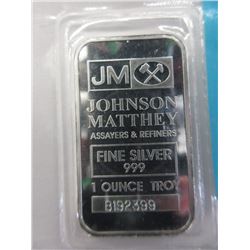 JM
JOHNSON
MATTHEY
ASSAYERS & REFINERS
FINE SILVER
999
1 OUNCE TROY
B192399